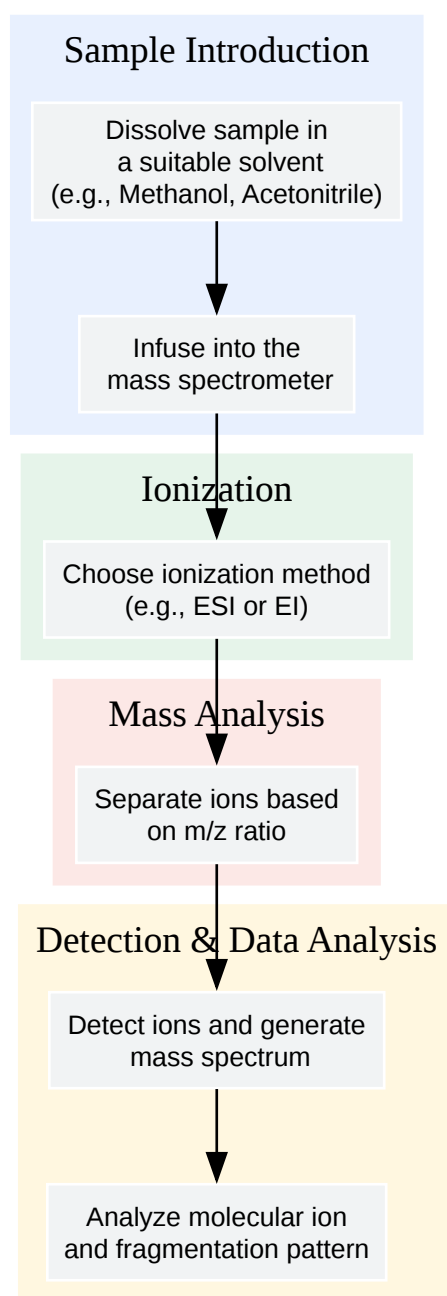 Sample Introduction
Dissolve sample in
a suitable solvent
(e.g., Methanol, Acetonitrile)
Infuse into the
mass spectrometer
Ionization
Choose ionization method
(e.g., ESI or EI)
Mass Analysis
Separate ions based
on m/z ratio
Detection & Data Analysis
Detect ions and generate
mass spectrum
Analyze molecular ion
and fragmentation pattern